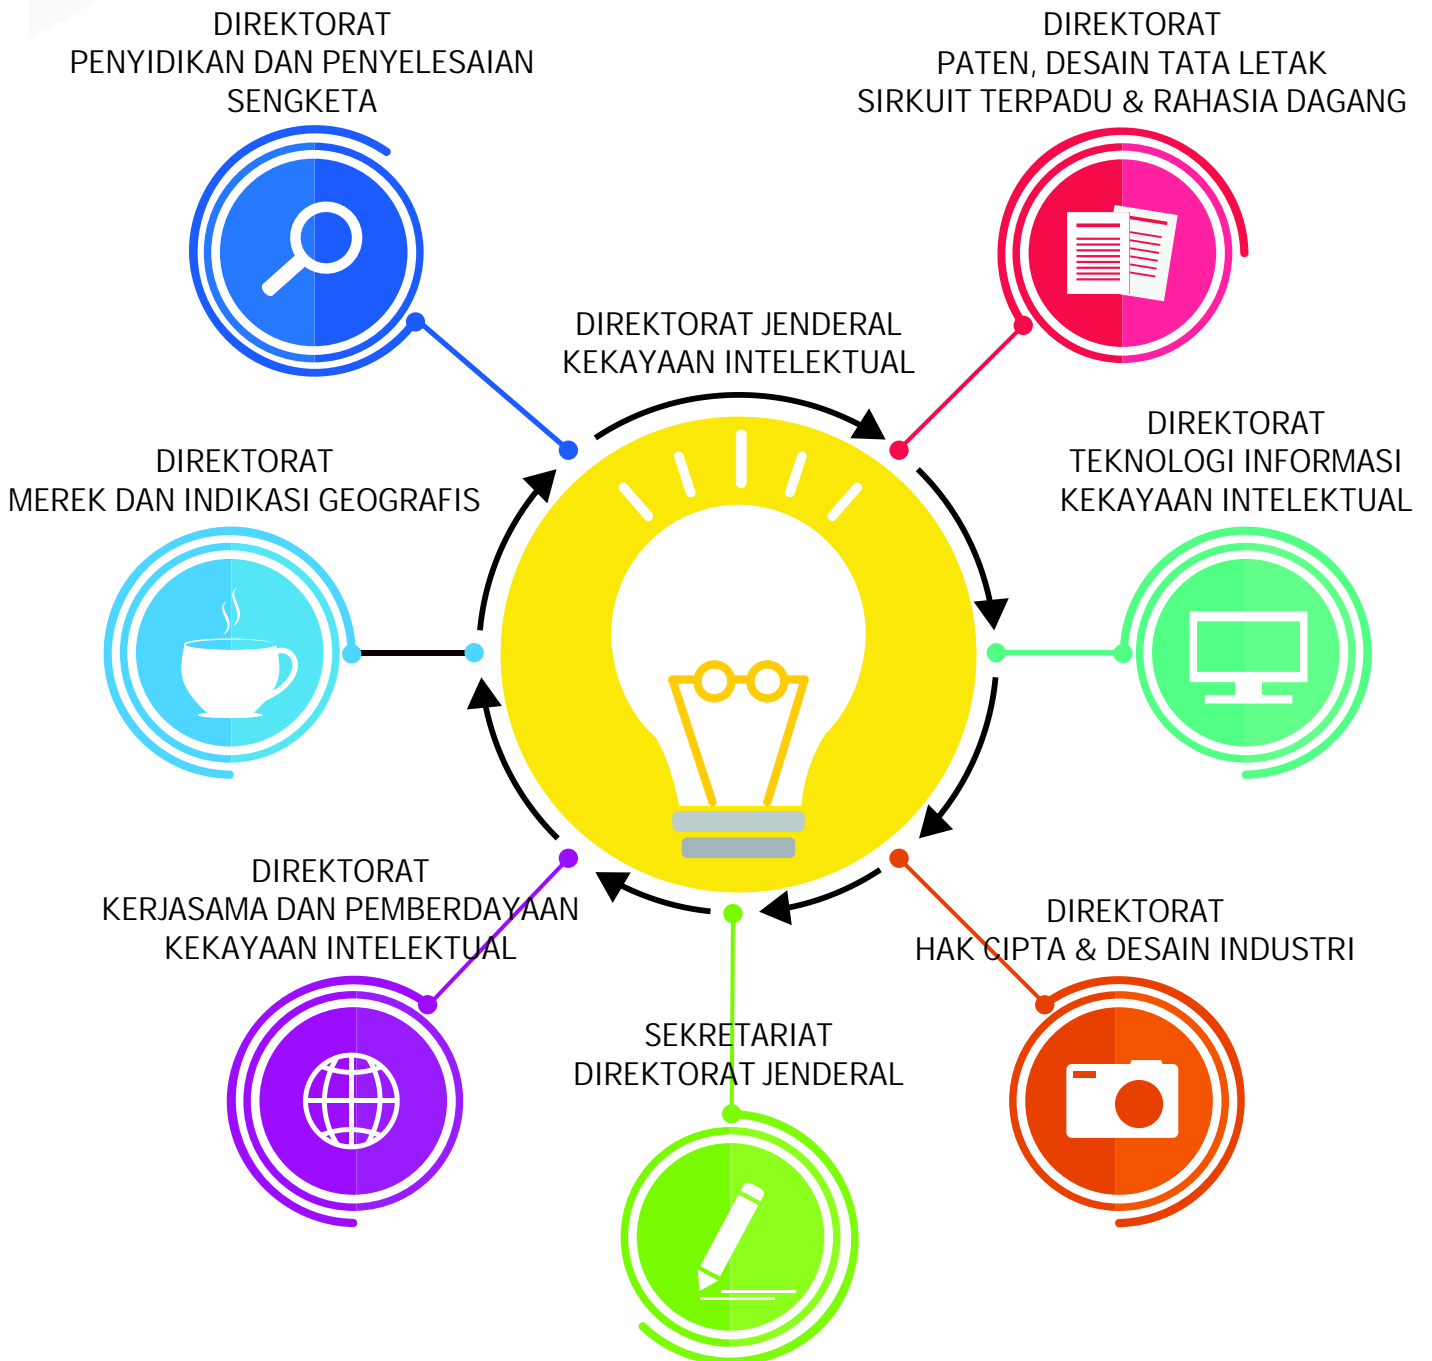 DIREKTORAT
PENYIDIKAN DAN PENYELESAIAN
SENGKETA
DIREKTORAT
PATEN, DESAIN TATA LETAK
SIRKUIT TERPADU & RAHASIA DAGANG
DIREKTORAT JENDERAL
KEKAYAAN INTELEKTUAL
DIREKTORAT
MEREK DAN INDIKASI GEOGRAFIS
DIREKTORAT
TEKNOLOGI INFORMASI
KEKAYAAN INTELEKTUAL
DIREKTORAT
KERJASAMA DAN PEMBERDAYAAN
KEKAYAAN INTELEKTUAL
DIREKTORAT
HAK CIPTA & DESAIN INDUSTRI
SEKRETARIAT
DIREKTORAT JENDERAL